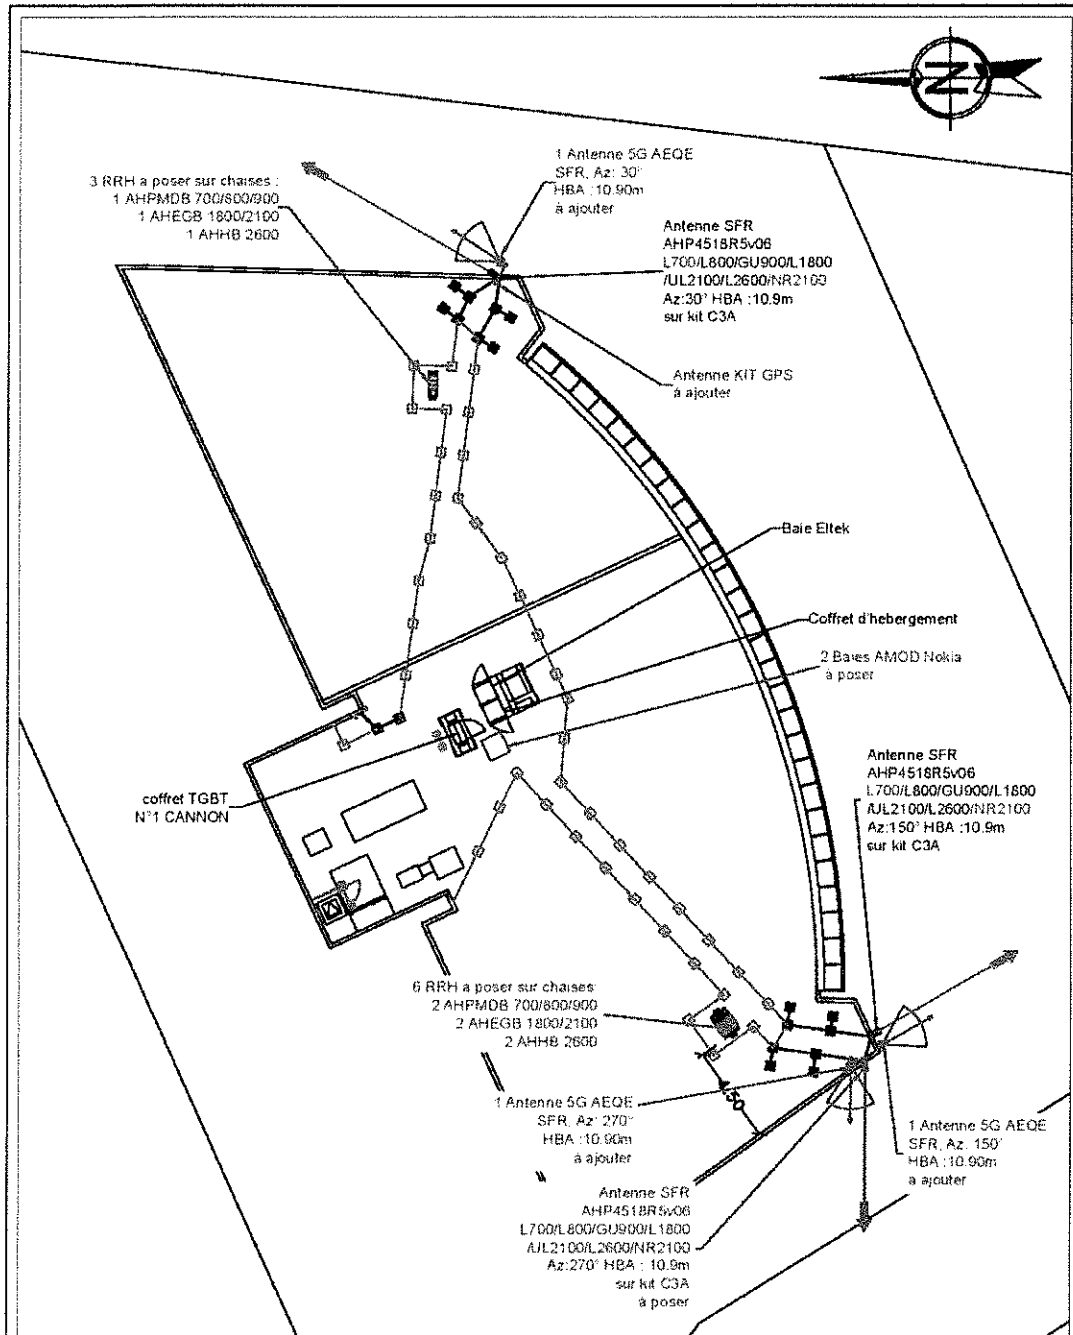 N
1 Antenne 5G AEQE
SFR, Az: 30°
HBA :10.90m
à ajouter
3 RRH a poser sur chaises :
1 AHPMDB 700/800/900
1 AHEGB 1800/2100
1 AHHB 2600
Antenne SFR
AHP4518R5v06
L700/L800/GU900/L1800
/UL2100/L2600/NR2100
Az:30° HBA :10.9m
sur kit C3A
Antenne KIT GPS
à ajouter
Baie Eltek
Coffret d'hebergement
2 Baies AMOD Nokia
à poser
coffret TGBT
N°1 CANNON
Antenne SFR
AHP4518R5v06
L700/L800/GU900/L1800
/UL2100/L2600/NR2100
Az:150° HBA :10.9m
sur kit C3A
6 RRH a poser sur chaises:
2 AHPMDB 700/800/900
2 AHEGB 1800/2100
2 AHHB 2600
1 Antenne 5G AEQE
SFR, Az: 270°
HBA :10.90m
à ajouter
1 Antenne 5G AEQE
SFR, Az: 150°
HBA :10.90m
a ajouter
Antenne SFR
AHP4518R5v06
L700/L800/GU900/L1800
/UL2100/L2600/NR2100
Az:270° HBA : 10.9m
sur kit C3A
à poser